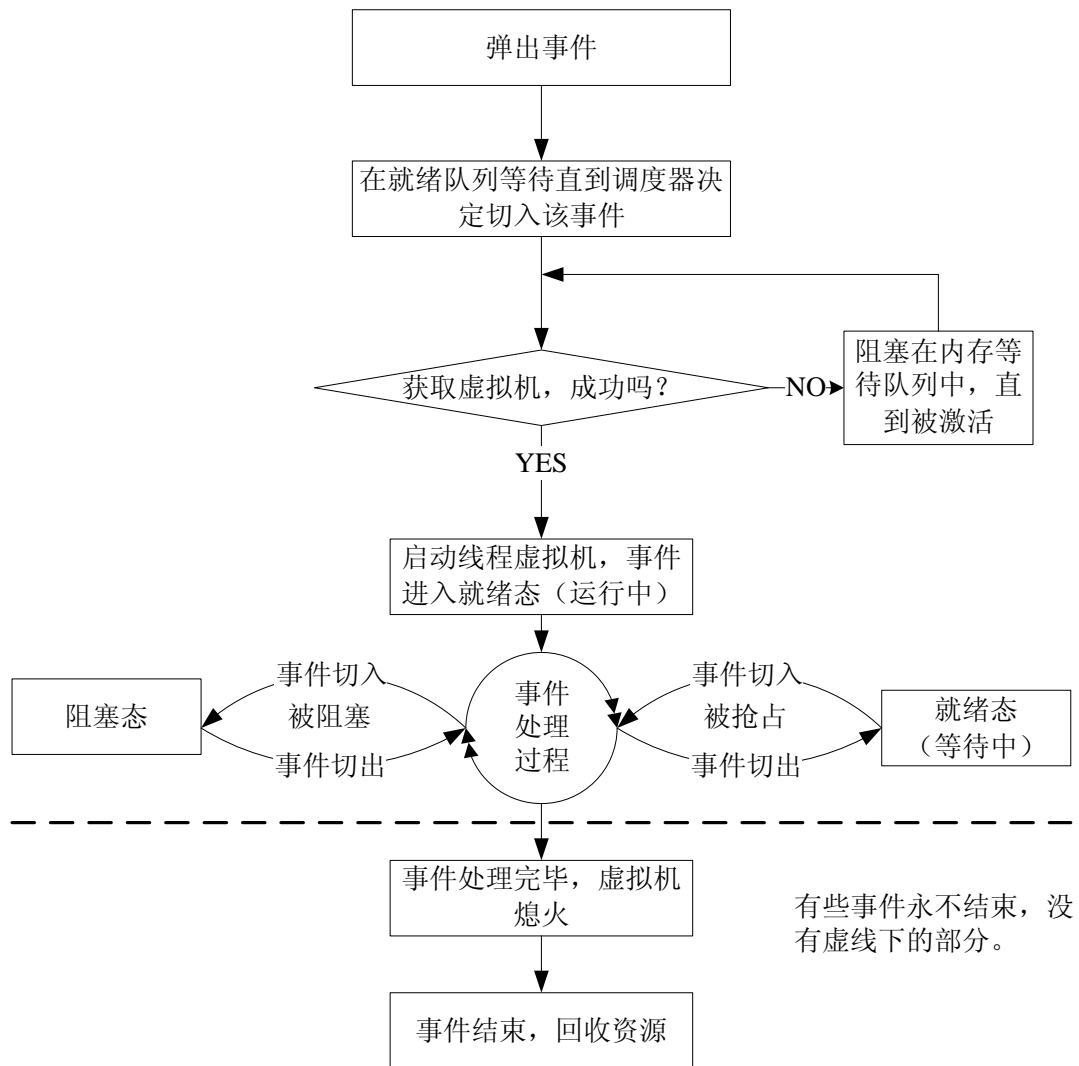 弹出事件
在就绪队列等待直到调度器决
定切入该事件
获取虚拟机，成功吗？
NO
阻塞在内存等
待队列中，直
到被激活
YES
启动线程虚拟机，事件
进入就绪态（运行中）
事件切入
被阻塞
事件切出
阻塞态
事件
处理
过程
事件切入
被抢占
事件切出
就绪态
（等待中）
事件处理完毕，虚拟机
熄火
有些事件永不结束，没
有虚线下的部分。
事件结束，回收资源